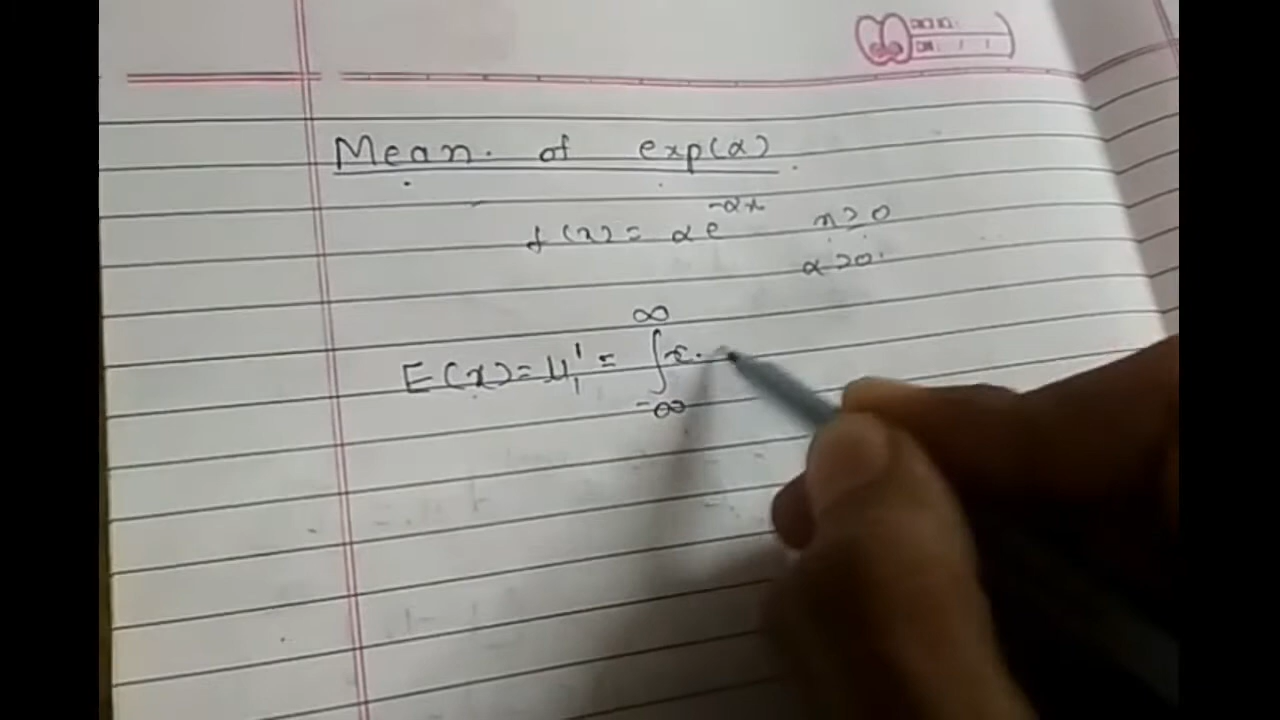 Mean. of exp(α).
f(x) = αe^{-αx} x ≥ 0
α > 0.
E(x) = μ₁' = ∫_{-∞}^{∞} x.